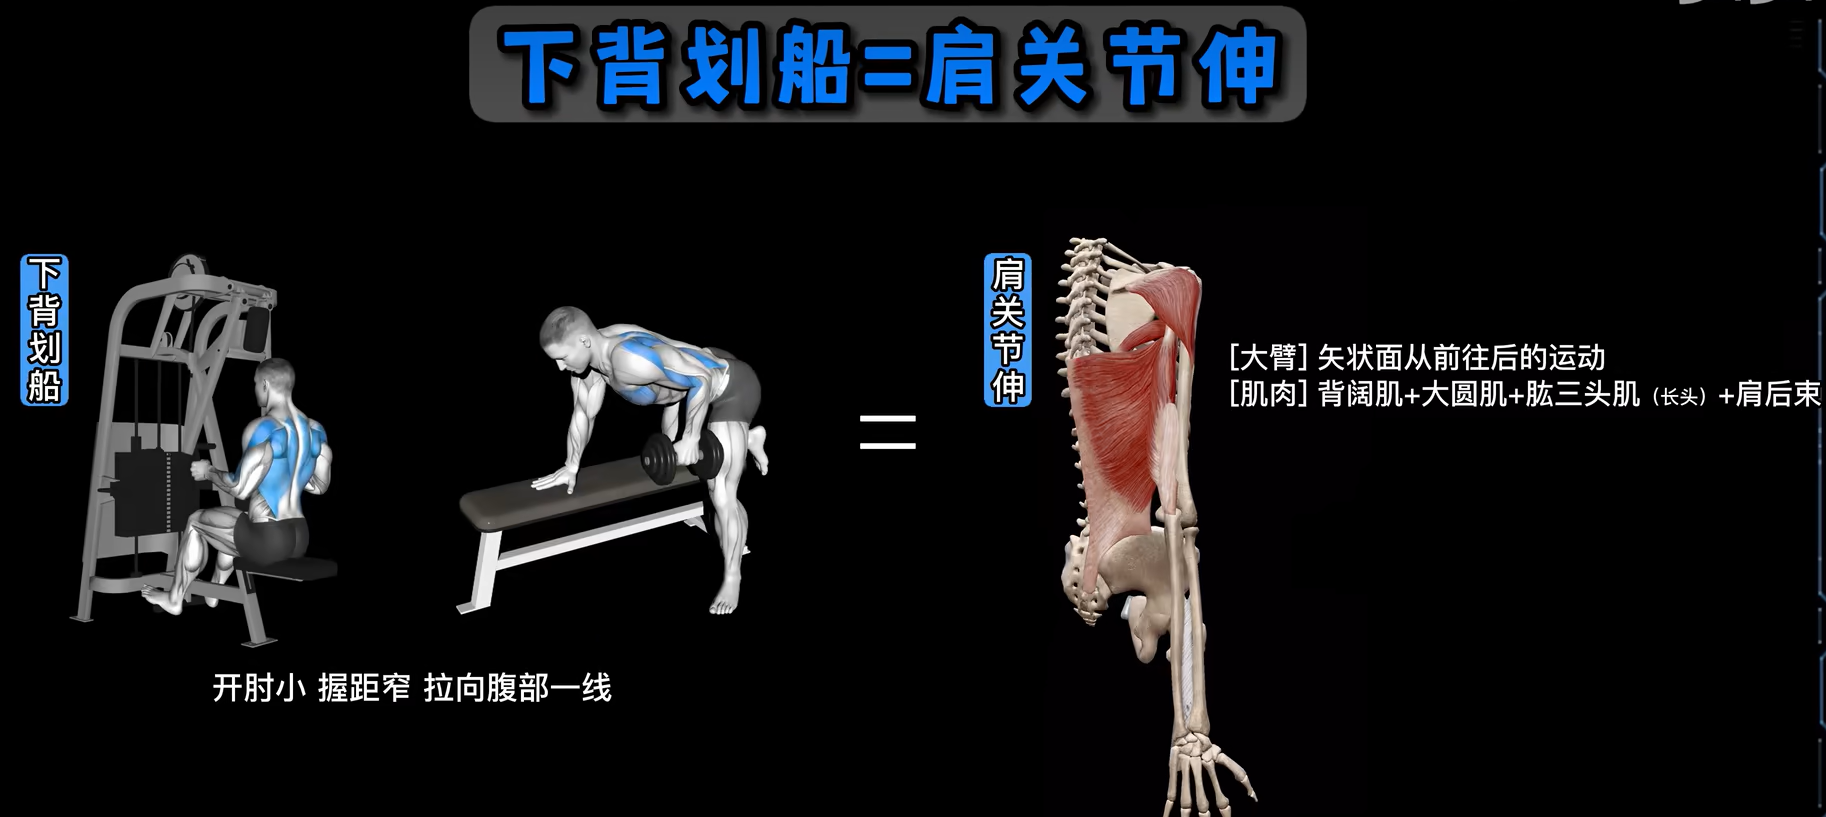 下背划船=肩关节伸
下背划船
肩关节伸
[大臂] 矢状面从前往后的运动
[肌肉] 背阔肌+大圆肌+肱三头肌（长头）+肩后束
开肘小 握距窄 拉向腹部一线